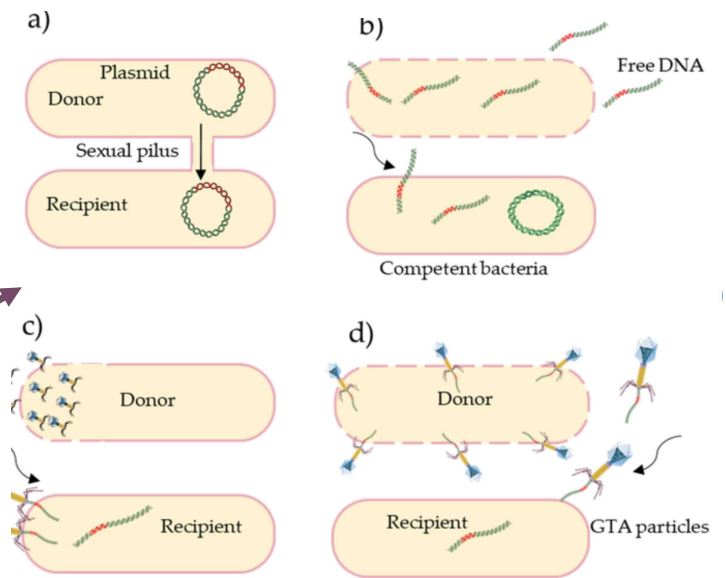 a)
Plasmid
Donor
Sexual pilus
Recipient
b)
Free DNA
Competent bacteria
c)
Donor
Recipient
d)
Donor
Recipient
GTA particles